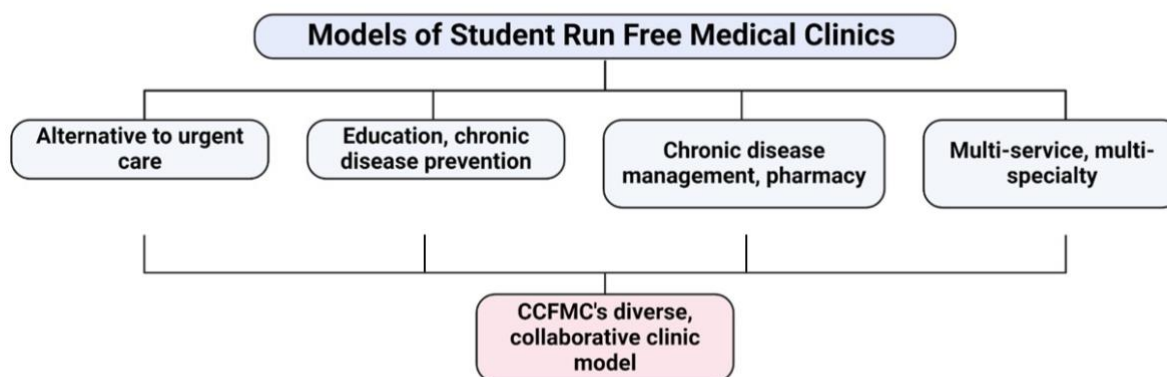 Models of Student Run Free Medical Clinics
Alternative to urgent
care
Education, chronic
disease prevention
Chronic disease
management, pharmacy
Multi-service, multi-
specialty
CCFMC's diverse,
collaborative clinic
model